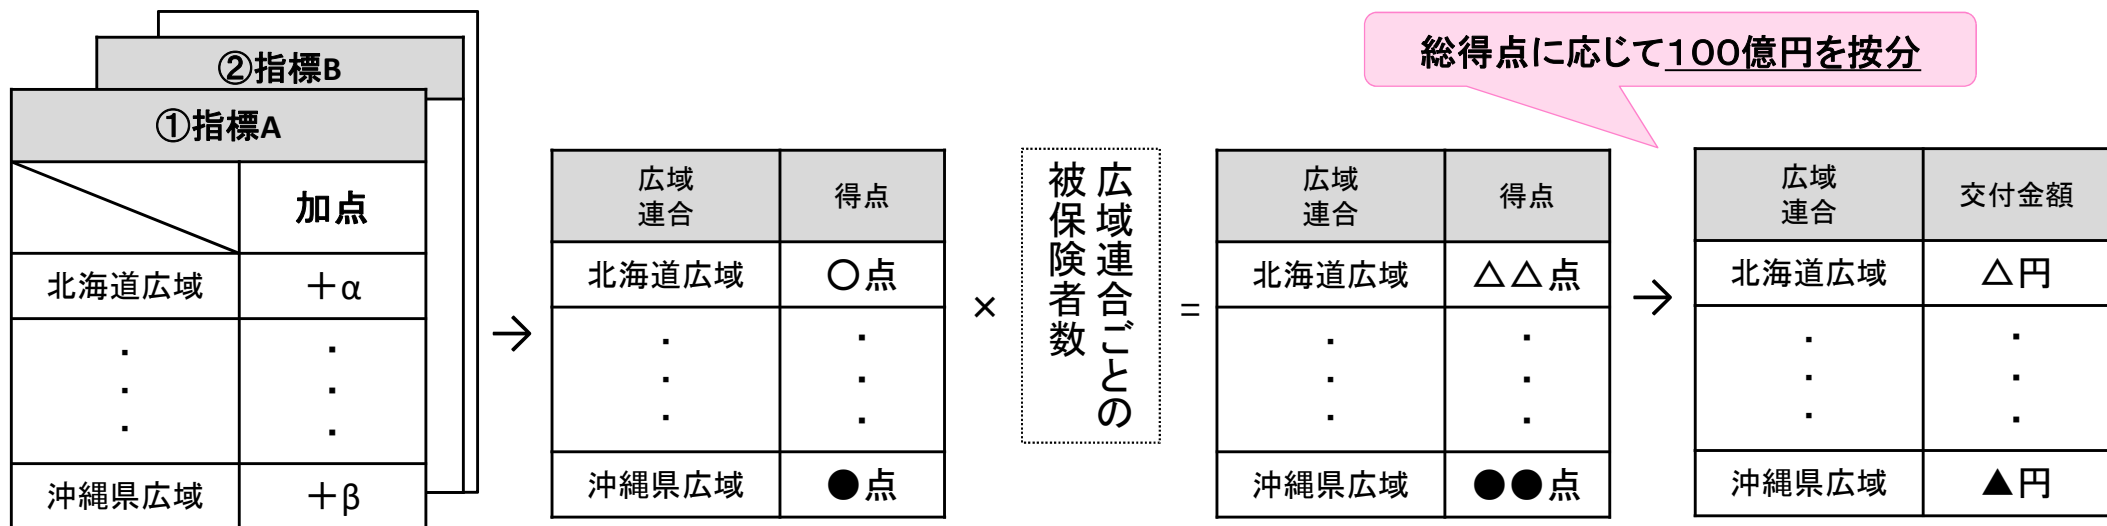 ②指標B
①指標A
加点
北海道広域 ＋α
・ ・
・ ・
・ ・
沖縄県広域 ＋β
→
広域
連合
得点
北海道広域 〇点
・ ・
・ ・
・ ・
沖縄県広域 ●点
×
広域連合ごとの
被保険者数
＝
広域
連合
得点
北海道広域 △△点
・ ・
・ ・
・ ・
沖縄県広域 ●●点
→
総得点に応じて１００億円を按分
広域
連合
交付金額
北海道広域 △円
・ ・
・ ・
・ ・
沖縄県広域 ▲円